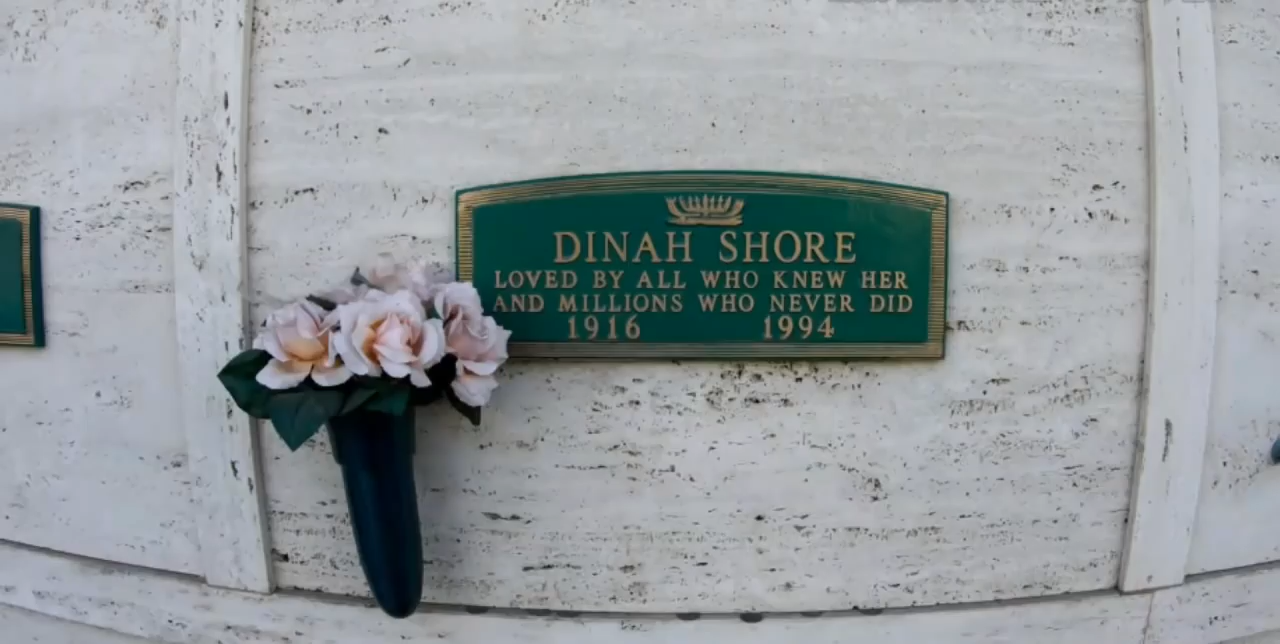 DINAH SHORE
LOVED BY ALL WHO KNEW HER
AND MILLIONS WHO NEVER DID
1916 1994